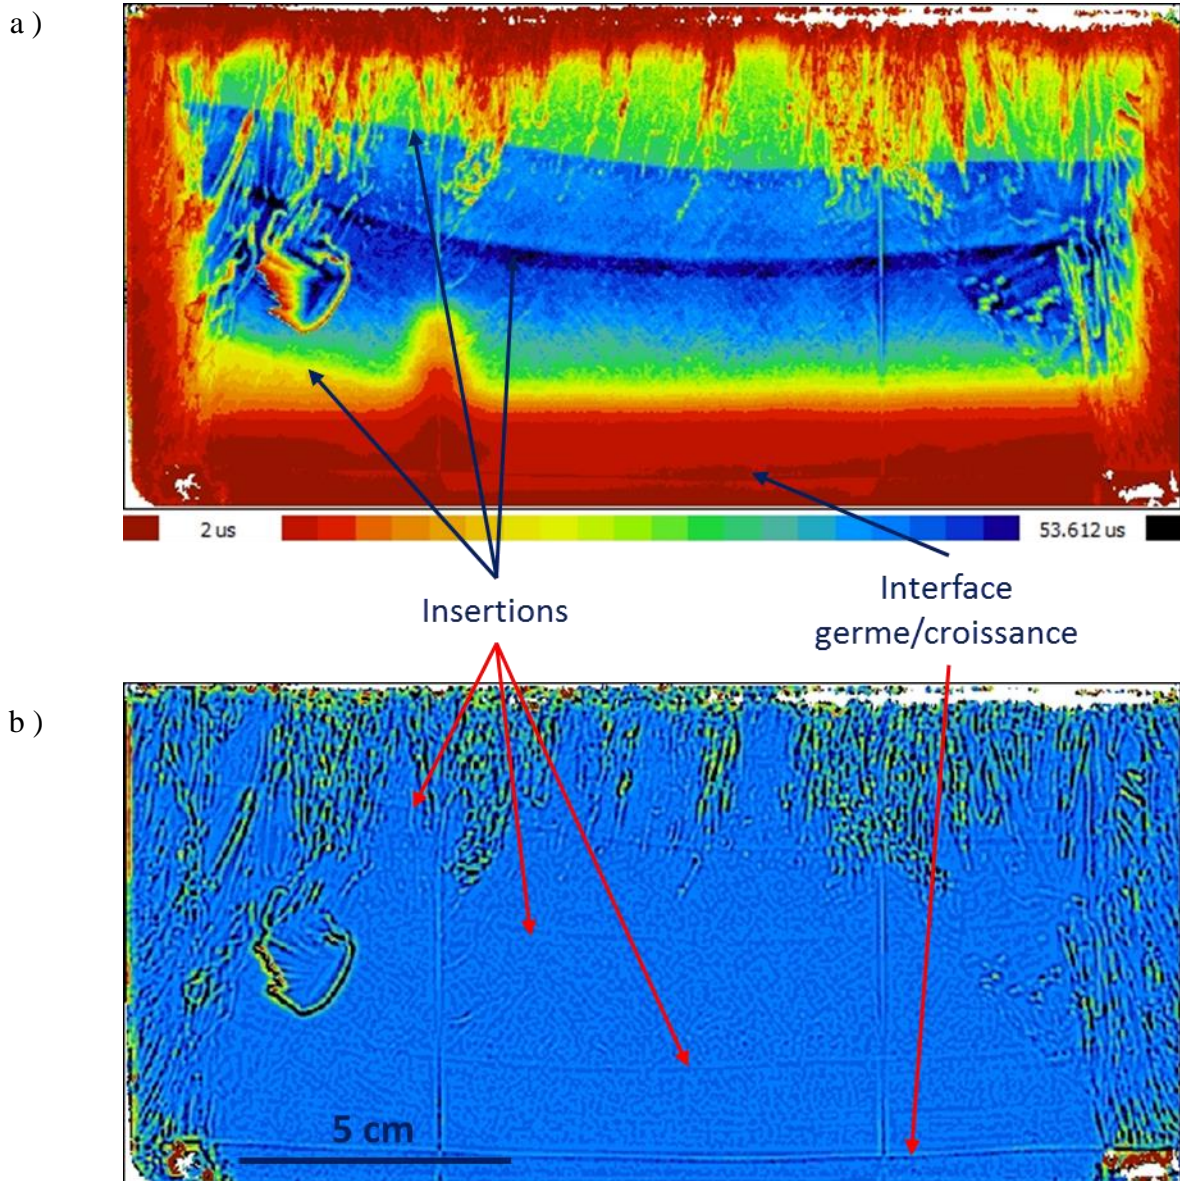 a )
2 us
53.612 us
Insertions
Interface
germe/croissance
b )
5 cm